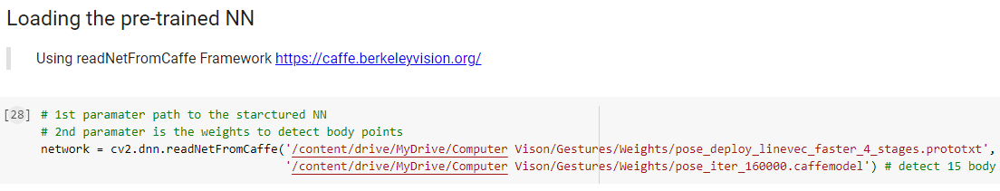 Loading the pre-trained NN
Using readNetFromCaffe Framework https://caffe.berkeleyvision.org/
[28] # 1st paramater path to the starctured NN
# 2nd paramater is the weights to detect body points
network = cv2.dnn.readNetFromCaffe('/content/drive/MyDrive/Computer Vison/Gestures/Weights/pose_deploy_linevec_faster_4_stages.prototxt',
'/content/drive/MyDrive/Computer Vison/Gestures/Weights/pose_iter_160000.caffemodel') # detect 15 body